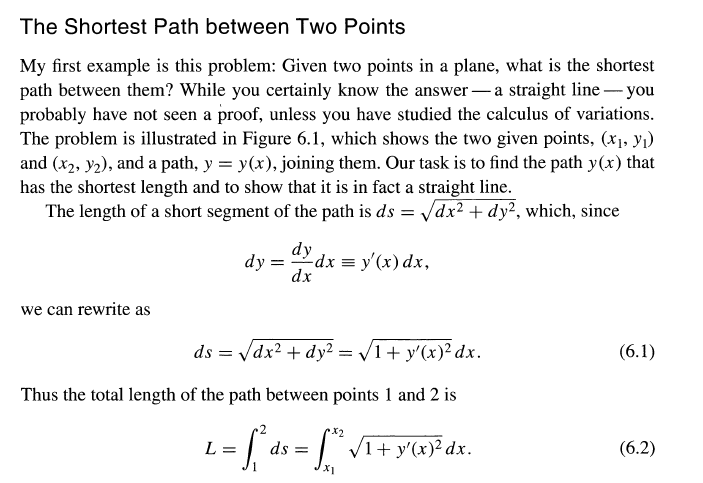 The Shortest Path between Two Points
My first example is this problem: Given two points in a plane, what is the shortest
path between them? While you certainly know the answer — a straight line — you
probably have not seen a proof, unless you have studied the calculus of variations.
The problem is illustrated in Figure 6.1, which shows the two given points, (x₁, y₁)
and (x₂, y₂), and a path, y = y(x), joining them. Our task is to find the path y(x) that
has the shortest length and to show that it is in fact a straight line.
The length of a short segment of the path is ds = √(dx² + dy²), which, since
dy = dy/dx dx ≡ y′(x) dx,
we can rewrite as
ds = √(dx² + dy²) = √(1 + y′(x)²) dx. (6.1)
Thus the total length of the path between points 1 and 2 is
L = ∫₁² ds = ∫ₓ₁ˣ² √(1 + y′(x)²) dx. (6.2)